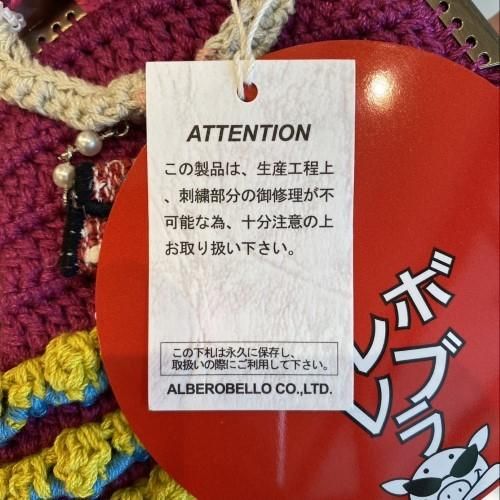 ATTENTION
この製品は、生産工程上
、刺繍部分の御修理が不
可能な為、十分注意の上
お取り扱い下さい。
この下札は永久に保存し、
取扱いの際にご利用して下さい。
ALBEROBELLO CO.,LTD.
ボブラ
レレ